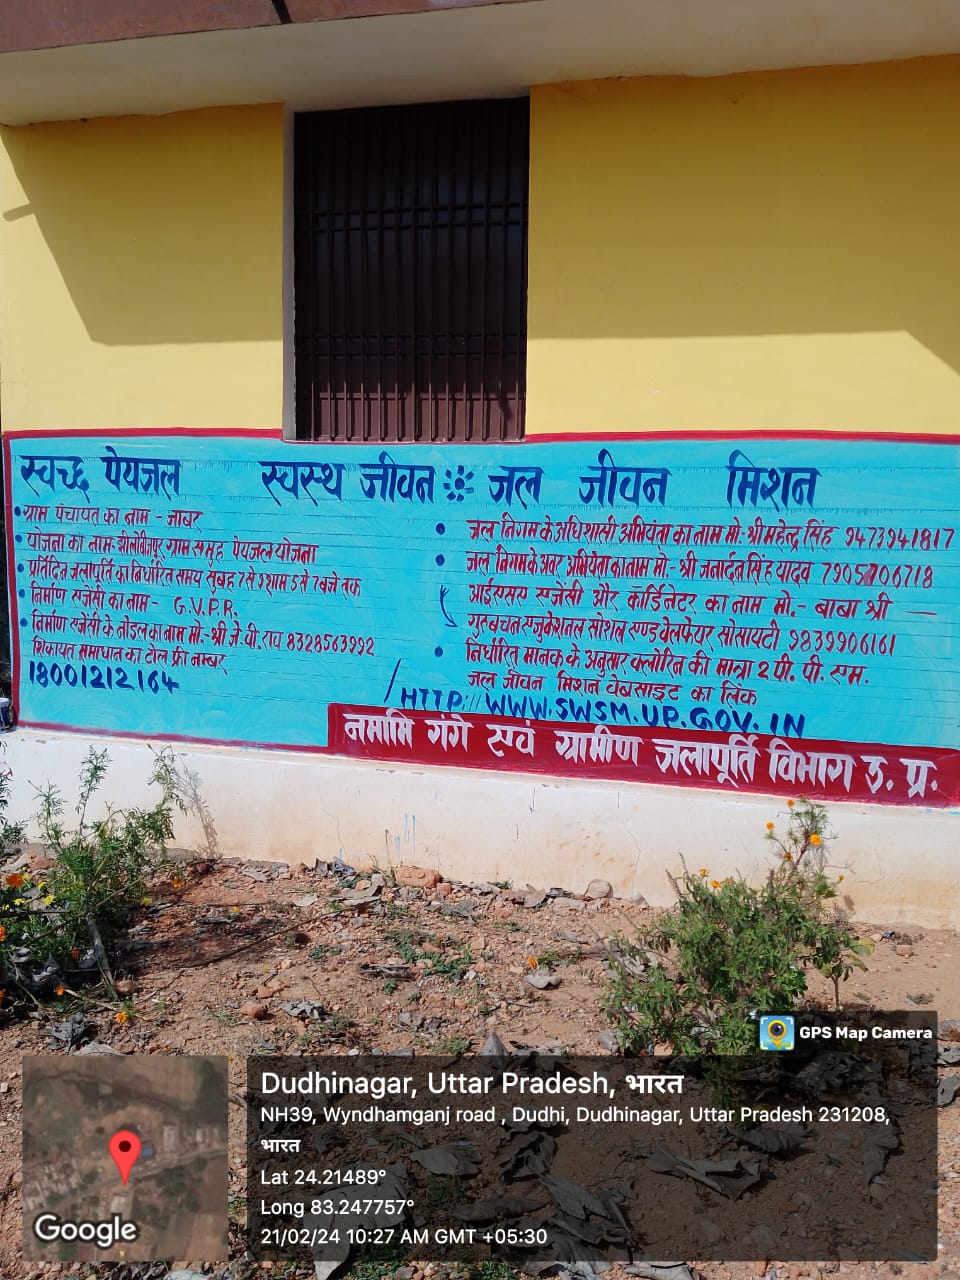 स्वच्छ पेयजल स्वस्थ जीवन जल जीवन मिशन
• ग्राम पंचायत का नाम - जाबर
• योजना का नाम- झीलोबीजपुर ग्राम समुह पेयजल योजना
• प्रतिदिन जलापूर्ति का निर्धारित समय सुबह 7 से 9 शाम 5 से 7 बजे तक
• निर्माण एजेंसी का नाम - G.V.P.R.
• निर्माण एजेंसी के नोडल का नाम मो:-श्री जे.पी. राव 8328563992
शिकायत समाधान का टोल फ्री नम्बर
18001212164
• जल निगम के अधिशासी अभियंता का नाम मो: श्री महेन्द्र सिंह 9473941817
• जल निगम के अवर अभियंता का नाम मो.- श्री जनार्दन सिंह यादव 7905706718
आईएसए एजेंसी और कॉर्डिनेटर का नाम मो.- बाबा श्री —
गुरुबचन एजुकेशनल सोशल एण्ड वेलफेयर सोसायटी 9839906161
• निर्धारित मानक के अनुसार क्लोरिन की मात्रा 2 पी. पी. एम.
जल जीवन मिशन वेबसाइट का लिंक
HTTP:// WWW.SWSM.UP.GOV.IN
नमामि गंगे एवं ग्रामीण जलापूर्ति विभाग उ. प्र.
GPS Map Camera
Dudhinagar, Uttar Pradesh, भारत
NH39, Wyndhamganj road , Dudhi, Dudhinagar, Uttar Pradesh 231208,
भारत
Lat 24.21489°
Long 83.247757°
21/02/24 10:27 AM GMT +05:30
Google